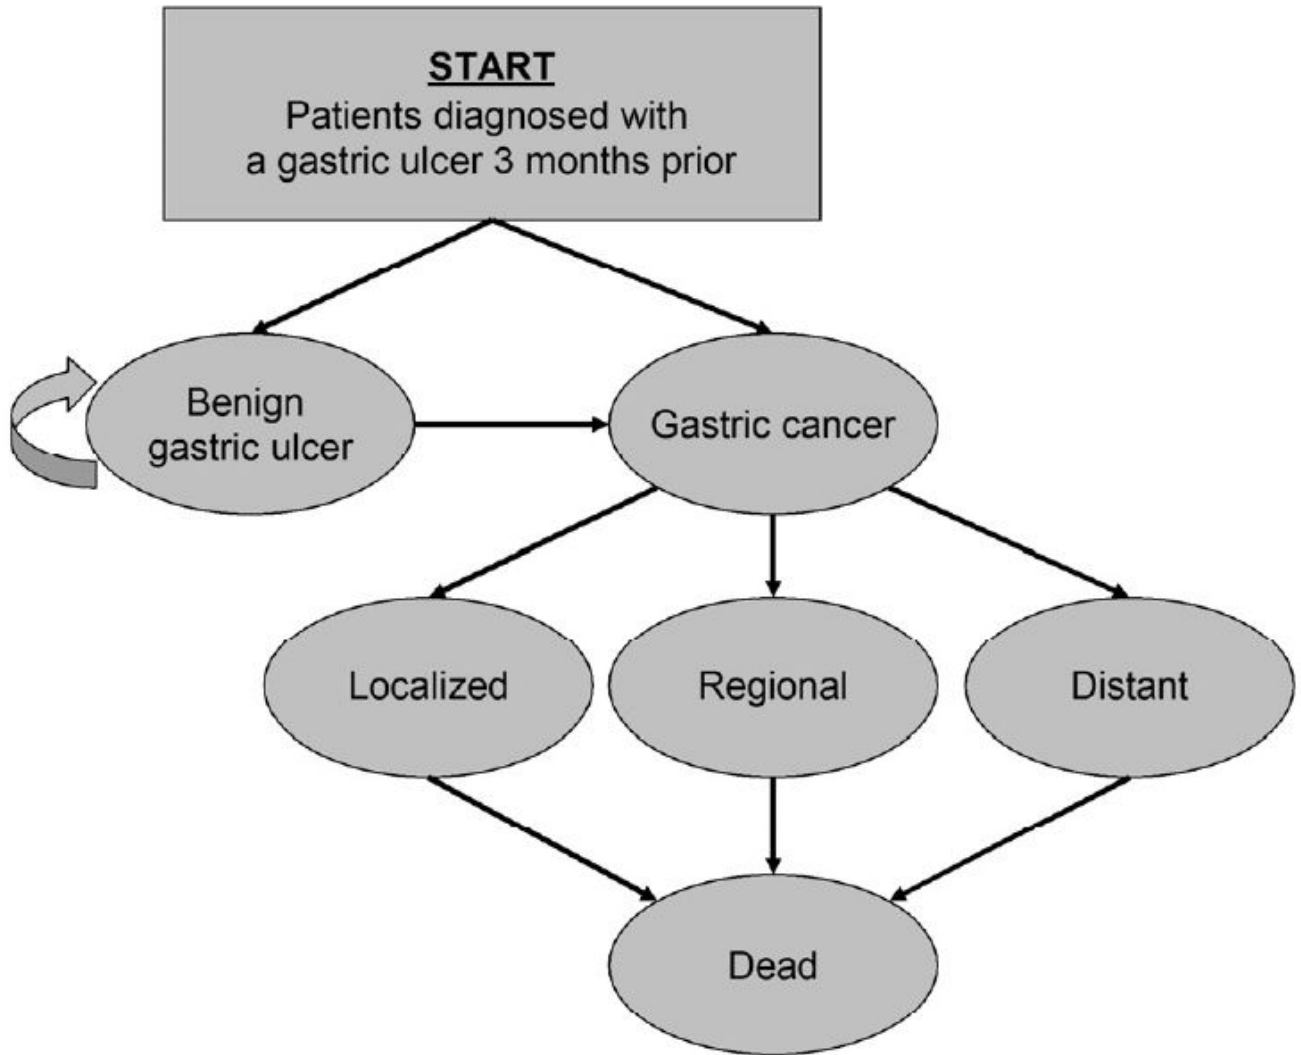 START
Patients diagnosed with
a gastric ulcer 3 months prior
Benign
gastric ulcer
Gastric cancer
Localized
Regional
Distant
Dead